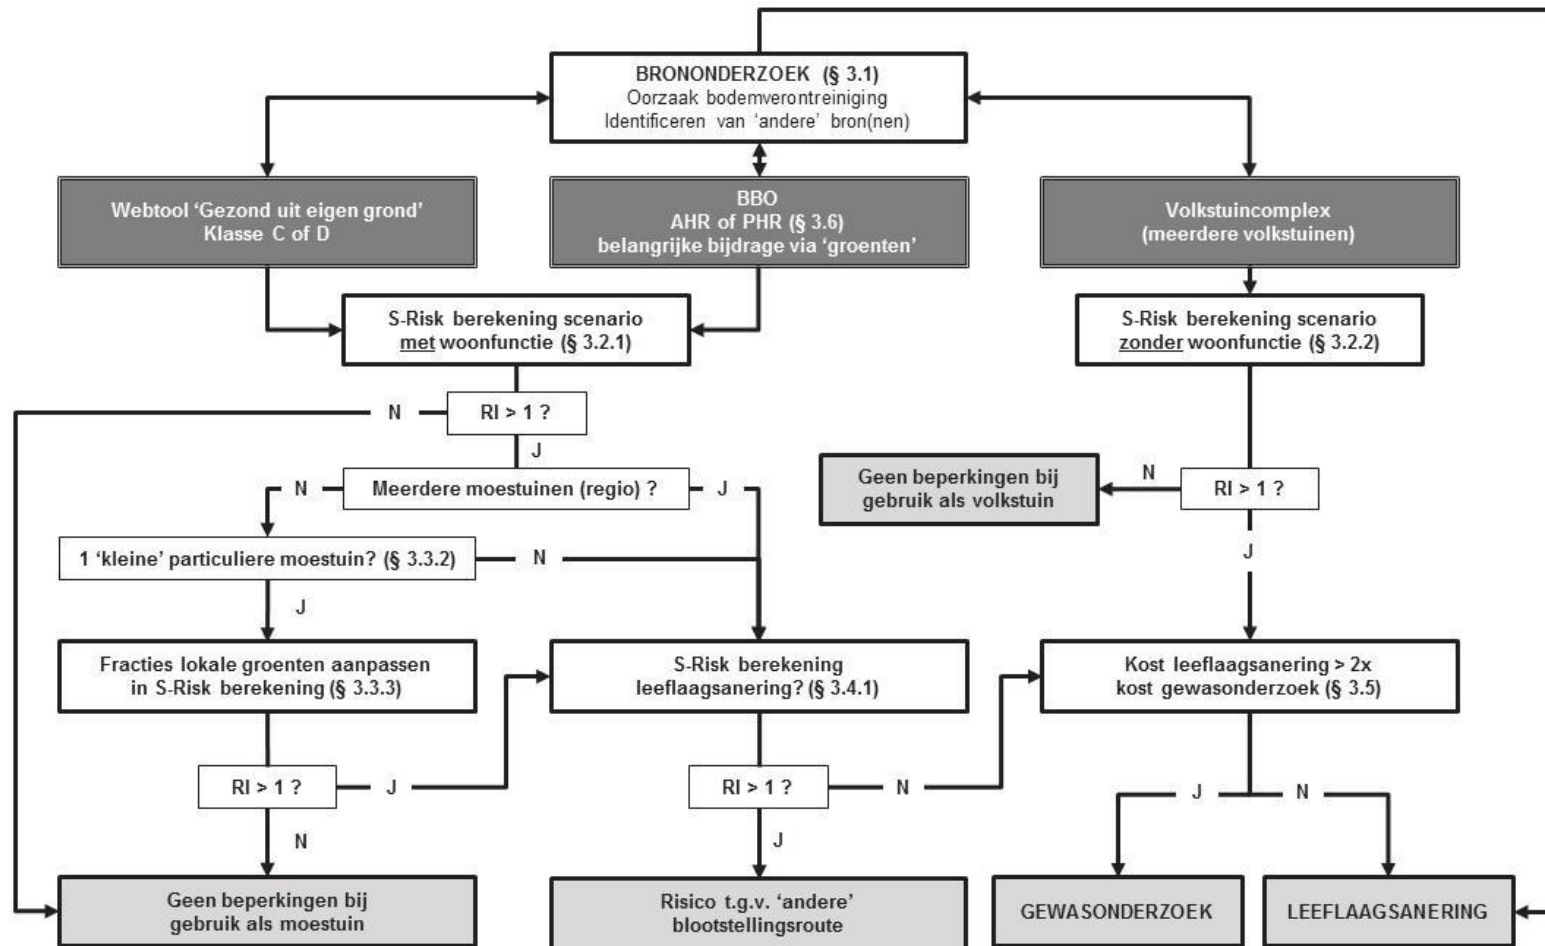 BRONONDERZOEK (§ 3.1)
Oorzaak bodemverontreiniging
Identificeren van ‘andere’ bron(nen)
Webtool ‘Gezond uit eigen grond’
Klasse C of D
BBO
AHR of PHR (§ 3.6)
belangrijke bijdrage via ‘groenten’
Volkstuincomplex
(meerdere volkstuinen)
S-Risk berekening scenario
met woonfunctie (§ 3.2.1)
S-Risk berekening scenario
zonder woonfunctie (§ 3.2.2)
N
RI > 1 ?
J
N
Meerdere moestuinen (regio) ?
J
Geen beperkingen bij
gebruik als volkstuin
N
RI > 1 ?
J
1 ‘kleine’ particuliere moestuin? (§ 3.3.2)
N
J
Fracties lokale groenten aanpassen
in S-Risk berekening (§ 3.3.3)
S-Risk berekening
leeflaagsanering? (§ 3.4.1)
Kost leeflaagsanering > 2x
kost gewasonderzoek (§ 3.5)
RI > 1 ?
J
N
RI > 1 ?
N
J
J
N
Geen beperkingen bij
gebruik als moestuin
Risico t.g.v. ‘andere’
blootstellingsroute
GEWASONDERZOEK
LEEFLAAGSANERING